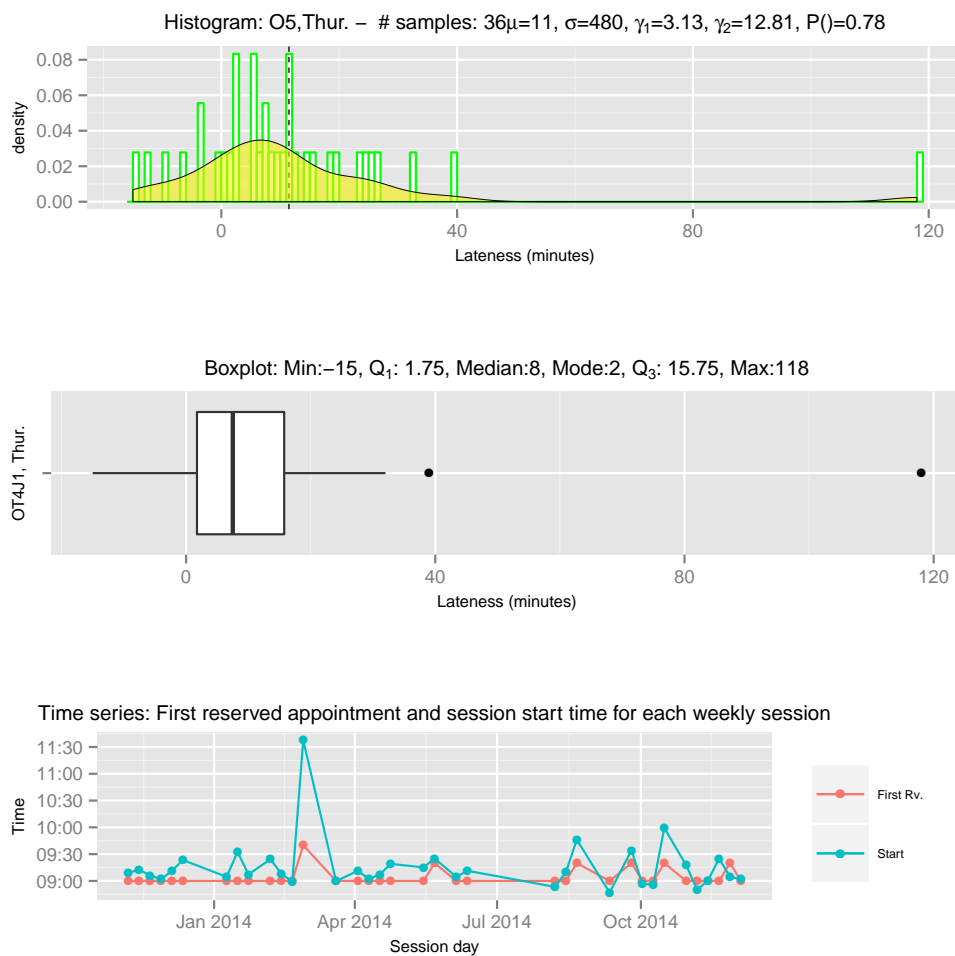 Histogram: O5,Thur. − # samples: 36μ=11, σ=480, γ1=3.13, γ2=12.81, P()=0.78
density
0.08
0.06
0.04
0.02
0.00
0 40 80 120
Lateness (minutes)
Boxplot: Min:−15, Q1: 1.75, Median:8, Mode:2, Q3: 15.75, Max:118
OT4J1, Thur.
0 40 80 120
Lateness (minutes)
Time series: First reserved appointment and session start time for each weekly session
Time
11:30
11:00
10:30
10:00
09:30
09:00
Jan 2014 Apr 2014 Jul 2014 Oct 2014
Session day
First Rv.
Start